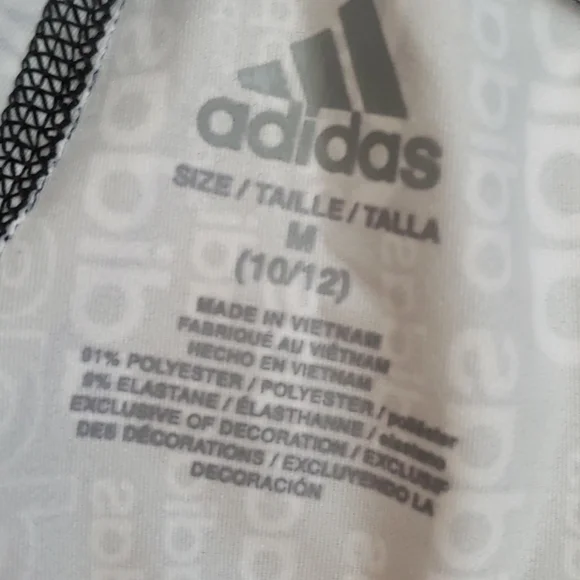 adidas
SIZE / TAILLE / TALLA
M
(10/12)
MADE IN VIETNAM
FABRIQUÉ AU VIÊTNAM
HECHO EN VIETNAM
91% POLYESTER / POLYESTER / poliéster
9% ELASTANE / ÉLASTHANNE / elastano
EXCLUSIVE OF DECORATION / EXCLUSIF
DES DÉCORATIONS / EXCLUYENDO LA
DECORACIÓN